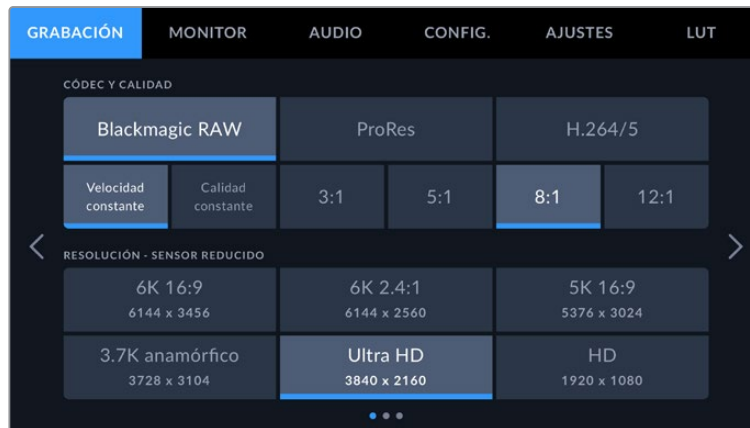 GRABACIÓN MONITOR AUDIO CONFIG. AJUSTES LUT
CÓDEC Y CALIDAD
Blackmagic RAW ProRes H.264/5
Velocidad constante Calidad constante 3:1 5:1 8:1 12:1
RESOLUCIÓN - SENSOR REDUCIDO
6K 16:9 6K 2.4:1 5K 16:9
6144 x 3456 6144 x 2560 5376 x 3024
3.7K anamórfico Ultra HD HD
3728 x 3104 3840 x 2160 1920 x 1080